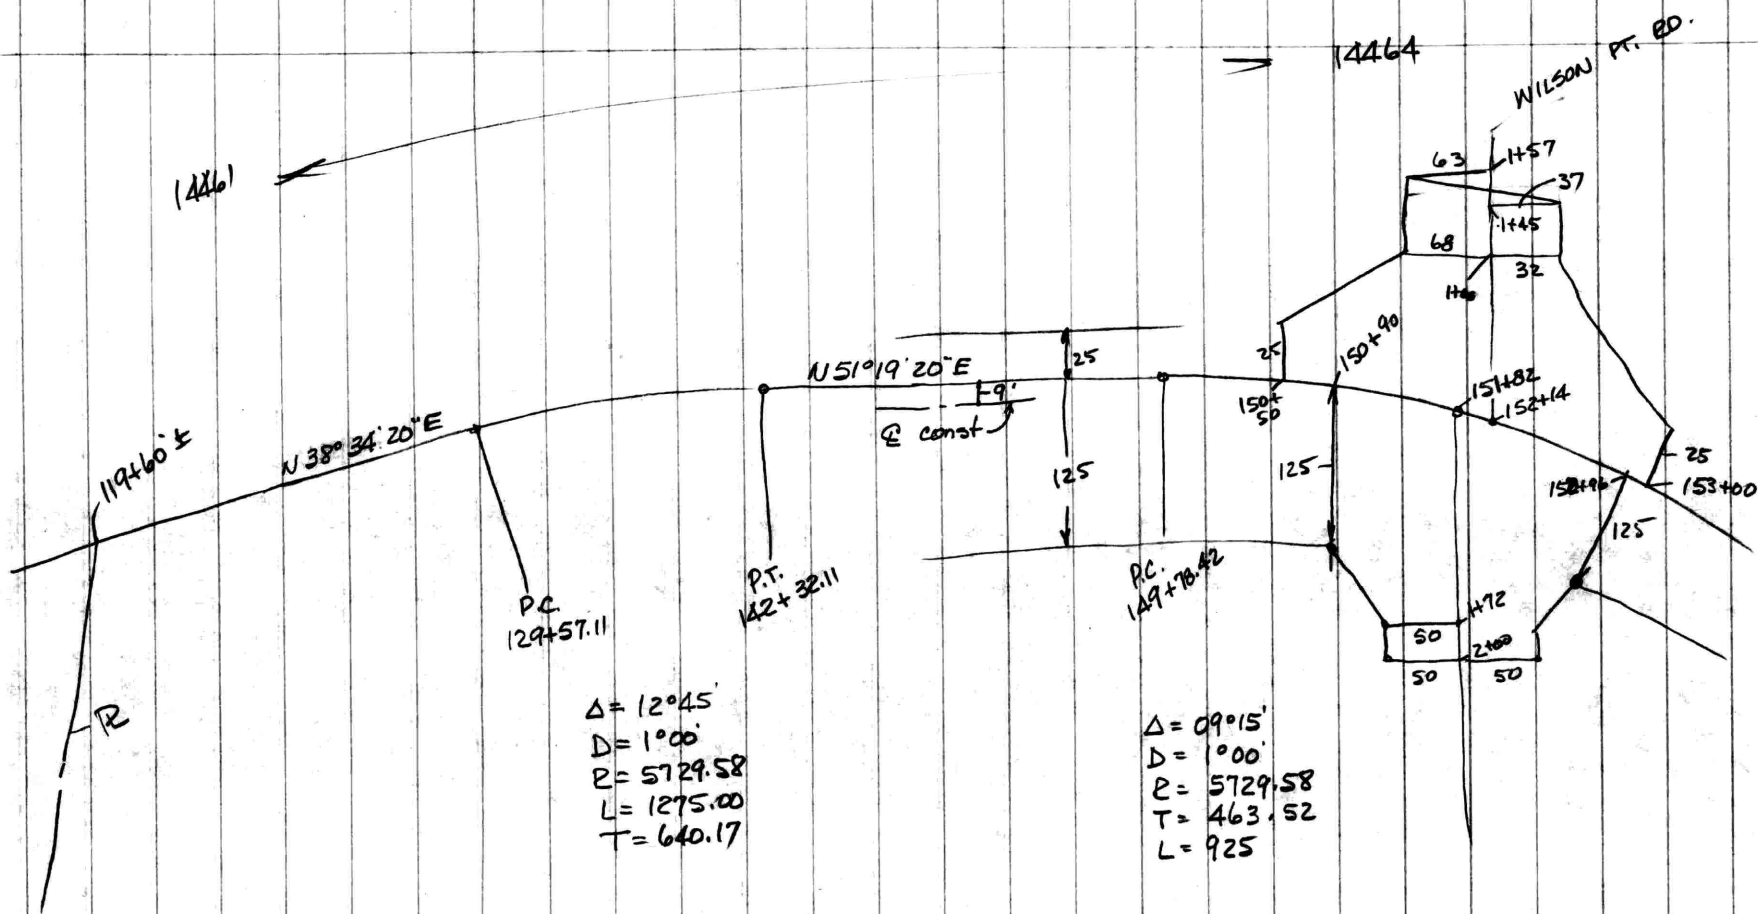 14464
WILSON PT. RD.
14461
63
1+57
37
1+45
68
32
1+00
119+60'±
N 38° 34' 20" E
N 51° 19' 20" E
25
9'
₵ const
125
25
150+90
150+
50
125
151+82
152+14
25
152+96
153+00
125
P.C.
129+57.11
P.T.
142+32.11
P.C.
149+78.42
1+72
50
2+00
50
50
Δ = 12°45'
D = 1°00'
R = 5729.58
L = 1275.00
T = 640.17
Δ = 09°15'
D = 1°00'
R = 5729.58
T = 463.52
L = 925